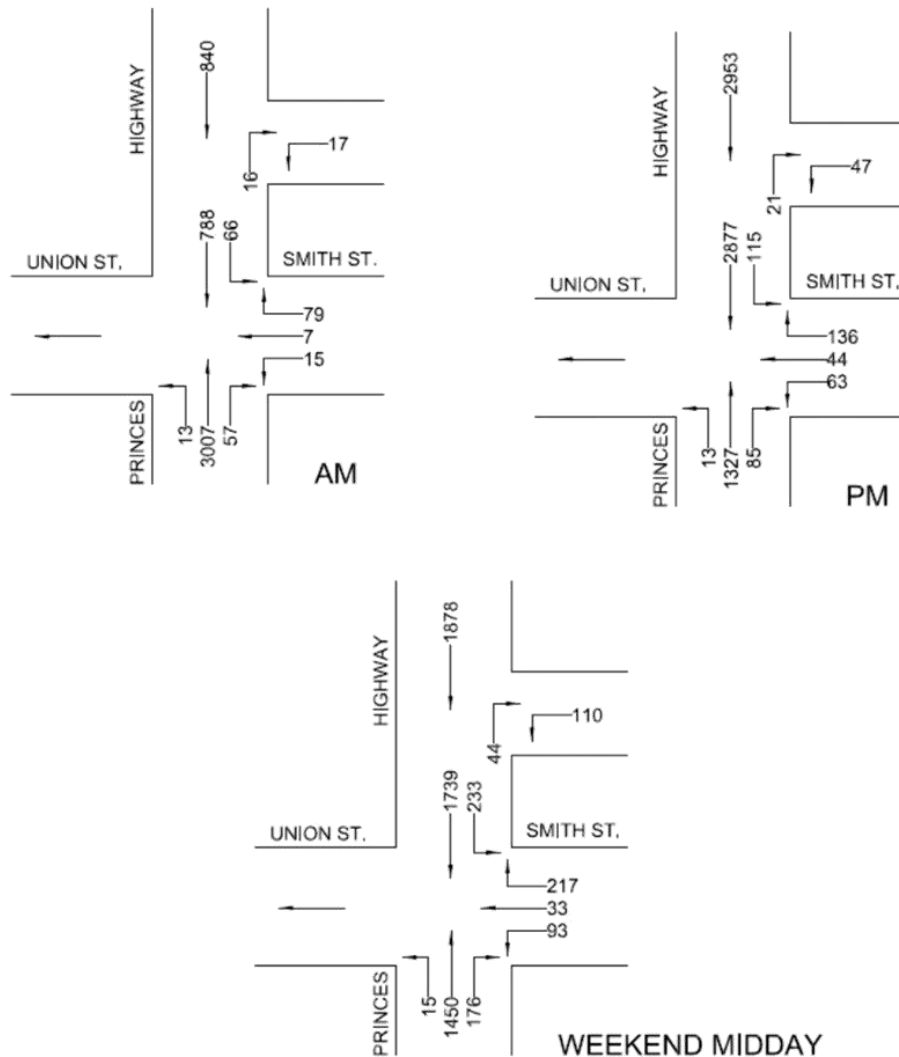 840
HIGHWAY
17
16
788
66
UNION ST,
SMITH ST.
79
7
15
13
3007
57
PRINCES
AM
2953
HIGHWAY
47
21
2877
115
UNION ST,
SMITH ST,
136
44
63
13
1327
85
PRINCES
PM
1878
HIGHWAY
110
44
1739
233
UNION ST.
SMITH ST,
217
33
93
15
1450
176
PRINCES
WEEKEND MIDDAY